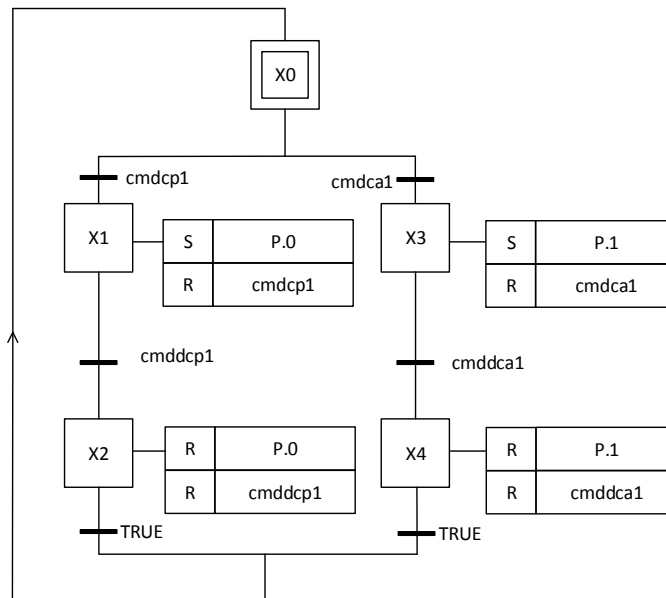 X0
cmdcp1
cmdca1
X1
S P.0
R cmdcp1
X3
S P.1
R cmdca1
cmddcp1
cmddca1
X2
R P.0
R cmddcp1
X4
R P.1
R cmddca1
TRUE
TRUE